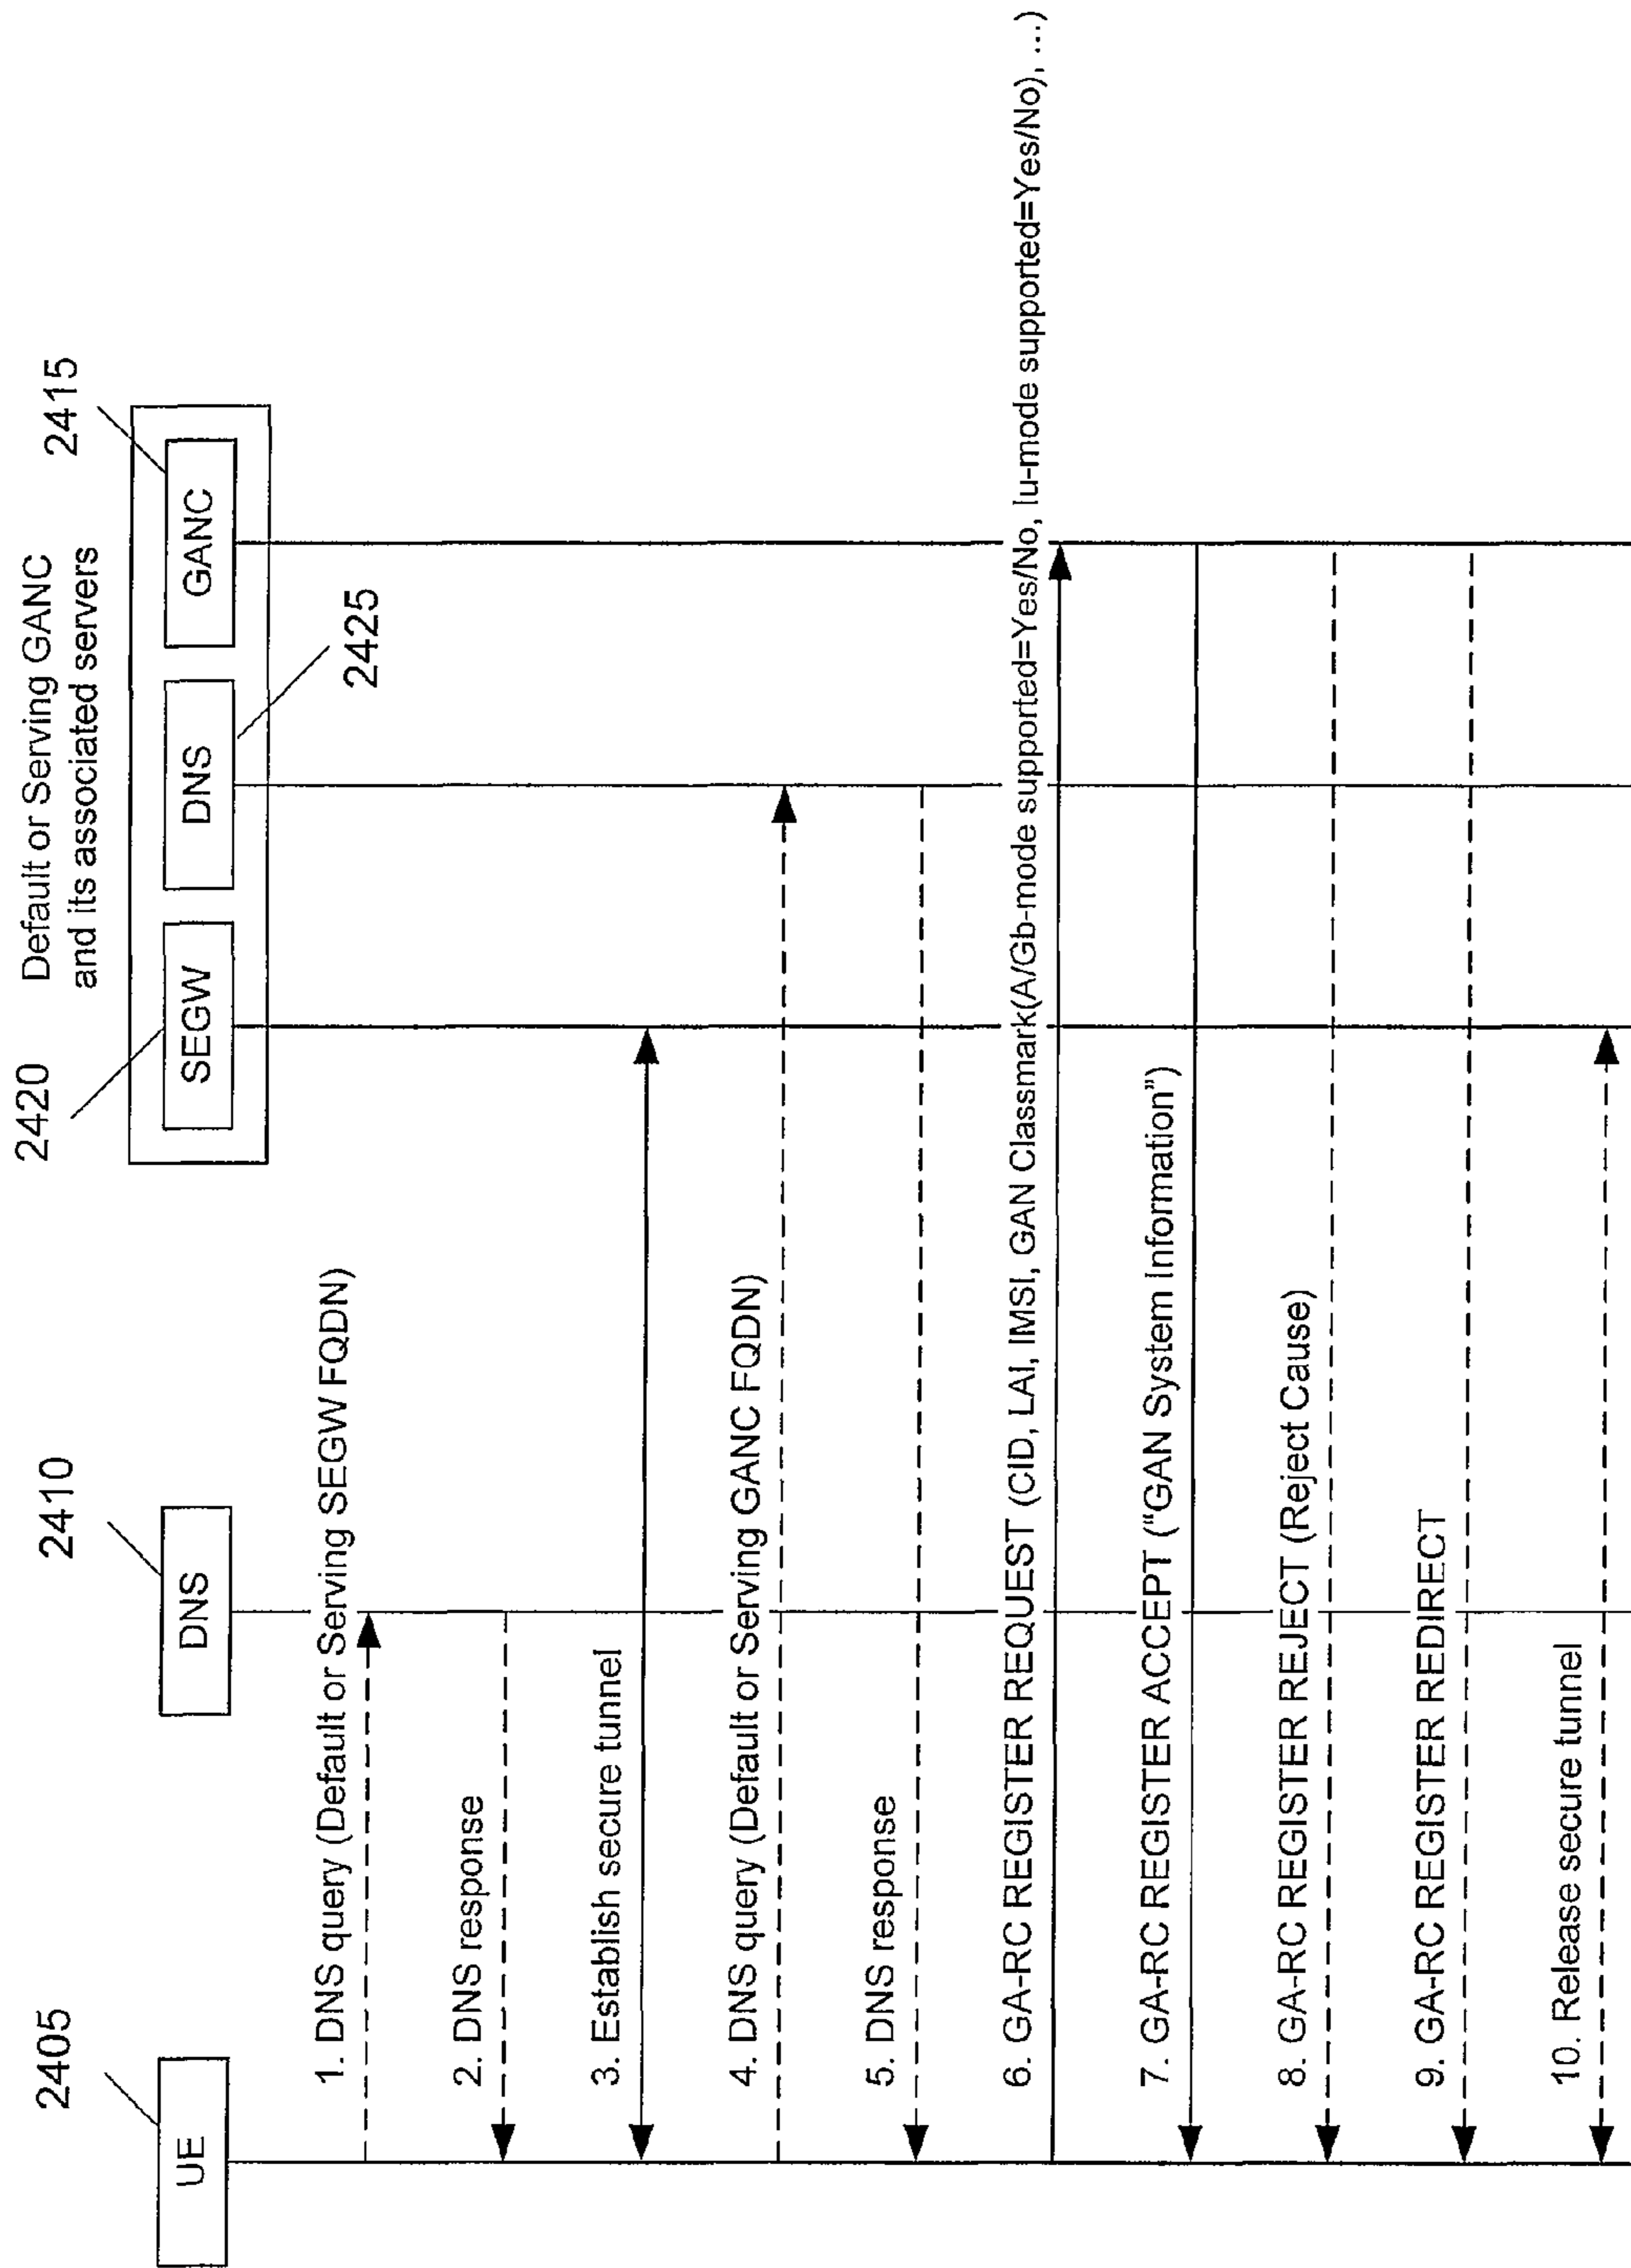 Default or Serving GANC
and its associated servers
2405
2410
2420
2415
UE
DNS
SEGW
DNS
GANC
2425
1. DNS query (Default or Serving SEGW FQDN)
2. DNS response
3. Establish secure tunnel
4. DNS query (Default or Serving GANC FQDN)
5. DNS response
6. GA-RC REGISTER REQUEST (CID, LAI, IMSI, GAN Classmark(A/Gb-mode supported=Yes/No, Iu-mode supported=Yes/No), ...)
7. GA-RC REGISTER ACCEPT (“GAN System Information”)
8. GA-RC REGISTER REJECT (Reject Cause)
9. GA-RC REGISTER REDIRECT
10. Release secure tunnel